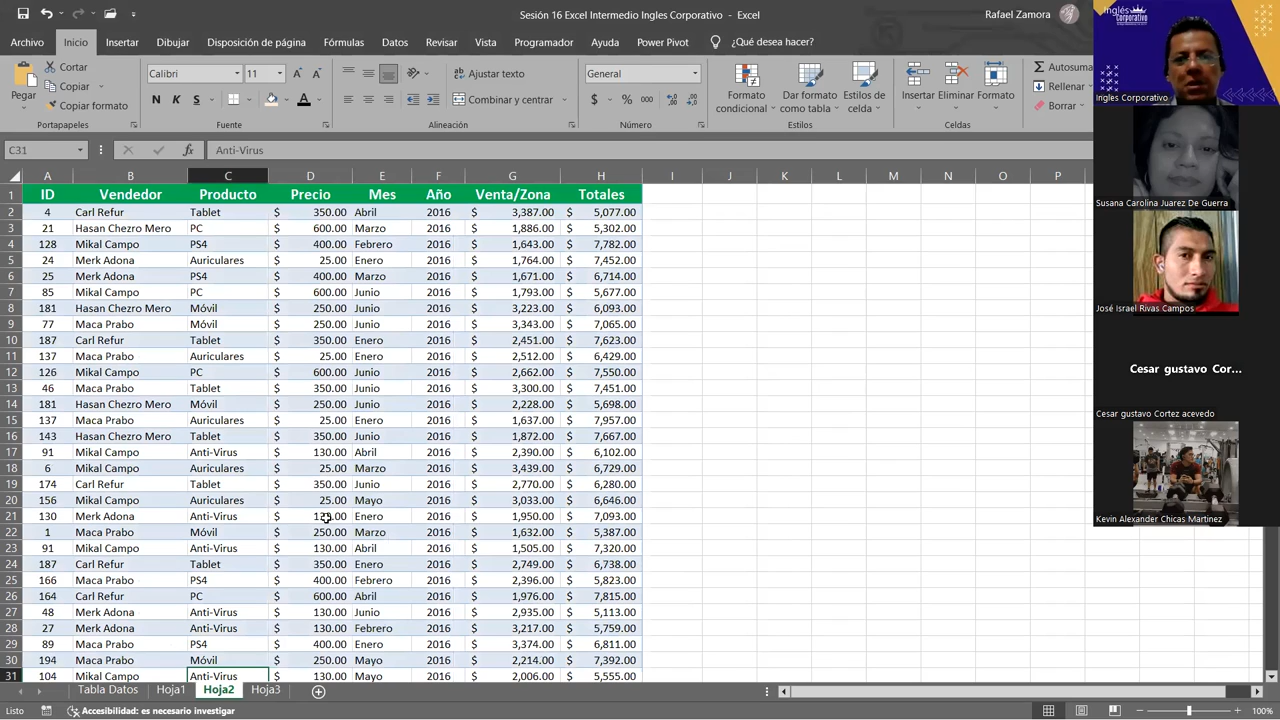 Sesión 16 Excel Intermedio Ingles Corporativo - Excel
Rafael Zamora
Archivo Inicio Insertar Dibujar Disposición de página Fórmulas Datos Revisar Vista Programador Ayuda Power Pivot ¿Qué desea hacer?
Pegar
Cortar
Copiar
Copiar formato
Portapapeles
Calibri 11
N K S
Fuente
Ajustar texto
Combinar y centrar
Alineación
General
$ % 000
Número
Formato condicional
Dar formato como tabla
Estilos de celda
Estilos
Insertar Eliminar Formato
Celdas
Autosuma
Rellenar
Borrar
C31 fx Anti-Virus
A B C D E F G H I J K L M N O P
1 ID Vendedor Producto Precio Mes Año Venta/Zona Totales
2 4 Carl Refur Tablet $ 350.00 Abril 2016 $ 3,387.00 $ 5,077.00
3 21 Hasan Chezro Mero PC $ 600.00 Marzo 2016 $ 1,886.00 $ 5,302.00
4 128 Mikal Campo PS4 $ 400.00 Febrero 2016 $ 1,643.00 $ 7,782.00
5 24 Merk Adona Auriculares $ 25.00 Enero 2016 $ 1,764.00 $ 7,452.00
6 25 Merk Adona PS4 $ 400.00 Marzo 2016 $ 1,671.00 $ 6,714.00
7 85 Mikal Campo PC $ 600.00 Junio 2016 $ 1,793.00 $ 5,677.00
8 181 Hasan Chezro Mero Móvil $ 250.00 Junio 2016 $ 3,223.00 $ 6,093.00
9 77 Maca Prabo Móvil $ 250.00 Junio 2016 $ 3,343.00 $ 7,065.00
10 187 Carl Refur Tablet $ 350.00 Enero 2016 $ 2,451.00 $ 7,623.00
11 137 Maca Prabo Auriculares $ 25.00 Enero 2016 $ 2,512.00 $ 6,429.00
12 126 Mikal Campo PC $ 600.00 Junio 2016 $ 2,662.00 $ 7,550.00
13 46 Maca Prabo Tablet $ 350.00 Junio 2016 $ 3,300.00 $ 7,451.00
14 181 Hasan Chezro Mero Móvil $ 250.00 Junio 2016 $ 2,228.00 $ 5,698.00
15 137 Maca Prabo Auriculares $ 25.00 Enero 2016 $ 1,637.00 $ 7,957.00
16 143 Hasan Chezro Mero Tablet $ 350.00 Junio 2016 $ 1,872.00 $ 7,667.00
17 91 Mikal Campo Anti-Virus $ 130.00 Abril 2016 $ 2,390.00 $ 6,102.00
18 6 Mikal Campo Auriculares $ 25.00 Marzo 2016 $ 3,439.00 $ 6,729.00
19 174 Carl Refur Tablet $ 350.00 Junio 2016 $ 2,770.00 $ 6,280.00
20 156 Mikal Campo Auriculares $ 25.00 Mayo 2016 $ 3,033.00 $ 6,646.00
21 130 Merk Adona Anti-Virus $ Enero 2016 $ 1,950.00 $ 7,093.00
22 1 Maca Prabo Móvil $ 250.00 Marzo 2016 $ 1,632.00 $ 5,387.00
23 91 Mikal Campo Anti-Virus $ 130.00 Abril 2016 $ 1,505.00 $ 7,320.00
24 187 Carl Refur Tablet $ 350.00 Enero 2016 $ 2,749.00 $ 6,738.00
25 166 Maca Prabo PS4 $ 400.00 Febrero 2016 $ 2,396.00 $ 5,823.00
26 164 Carl Refur PC $ 600.00 Abril 2016 $ 1,976.00 $ 7,815.00
27 48 Merk Adona Anti-Virus $ 130.00 Junio 2016 $ 2,935.00 $ 5,113.00
28 27 Merk Adona Anti-Virus $ 130.00 Febrero 2016 $ 3,217.00 $ 5,759.00
29 89 Maca Prabo PS4 $ 400.00 Enero 2016 $ 3,374.00 $ 6,811.00
30 194 Maca Prabo Móvil $ 250.00 Mayo 2016 $ 2,214.00 $ 7,392.00
31 104 Mikal Campo Anti-Virus $ 130.00 Mayo 2016 $ 2,006.00 $ 5,555.00
Tabla Datos Hoja1 Hoja2 Hoja3
Listo Accesibilidad: es necesario investigar 100%
Inglés
Corporativo
Ingles Corporativo
Susana Carolina Juarez De Guerra
José Israel Rivas Campos
Cesar gustavo Cor...
Cesar gustavo Cortez acevedo
Kevin Alexander Chicas Martinez